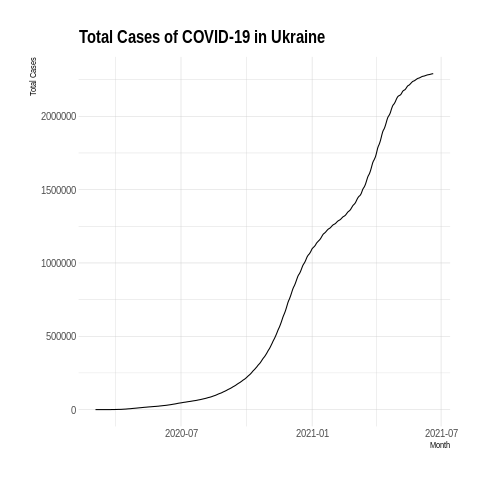 Total Cases of COVID-19 in Ukraine
Total Cases
2000000
1500000
1000000
500000
0
2020-07
2021-01
2021-07
Month